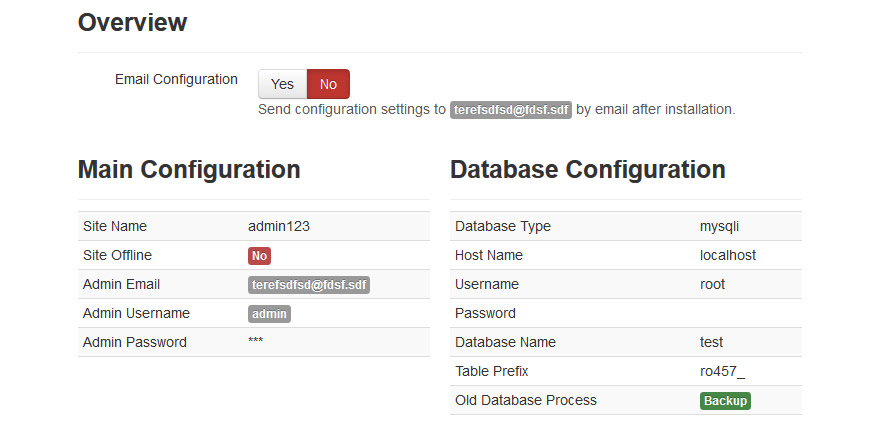 Overview
Email Configuration Yes No
Send configuration settings to terefsdfsd@fdsf.sdf by email after installation.
Main Configuration
Site Name admin123
Site Offline No
Admin Email terefsdfsd@fdsf.sdf
Admin Username admin
Admin Password ***
Database Configuration
Database Type mysqli
Host Name localhost
Username root
Password
Database Name test
Table Prefix ro457_
Old Database Process Backup